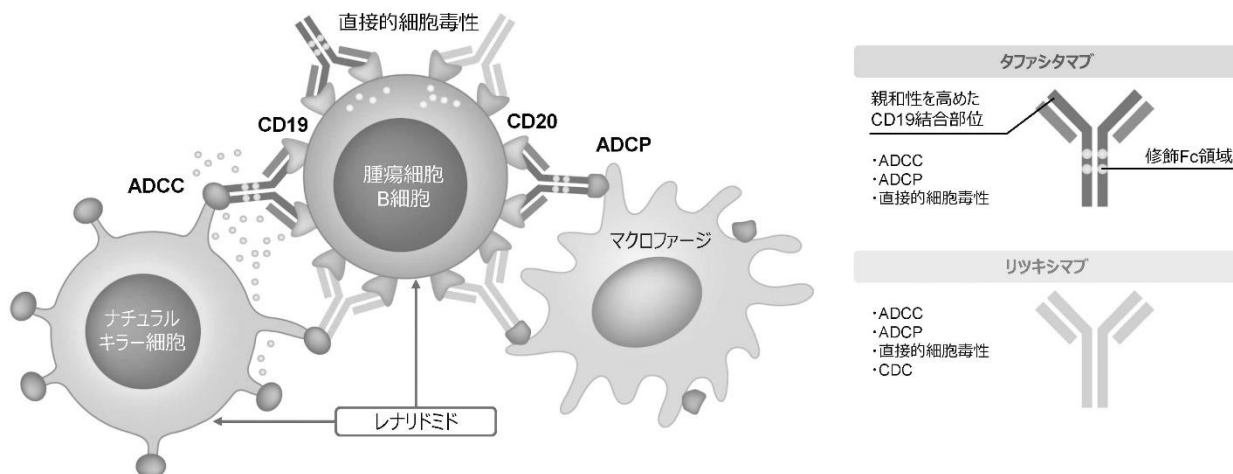 直接的細胞毒性
CD19
CD20
ADCP
ADCC
腫瘍細胞
B細胞
マクロファージ
ナチュラル
キラー細胞
レナリドミド
タファシタマブ
親和性を高めた
CD19結合部位
・ADCC
・ADCP
・直接的細胞毒性
修飾Fc領域
リツキシマブ
・ADCC
・ADCP
・直接的細胞毒性
・CDC